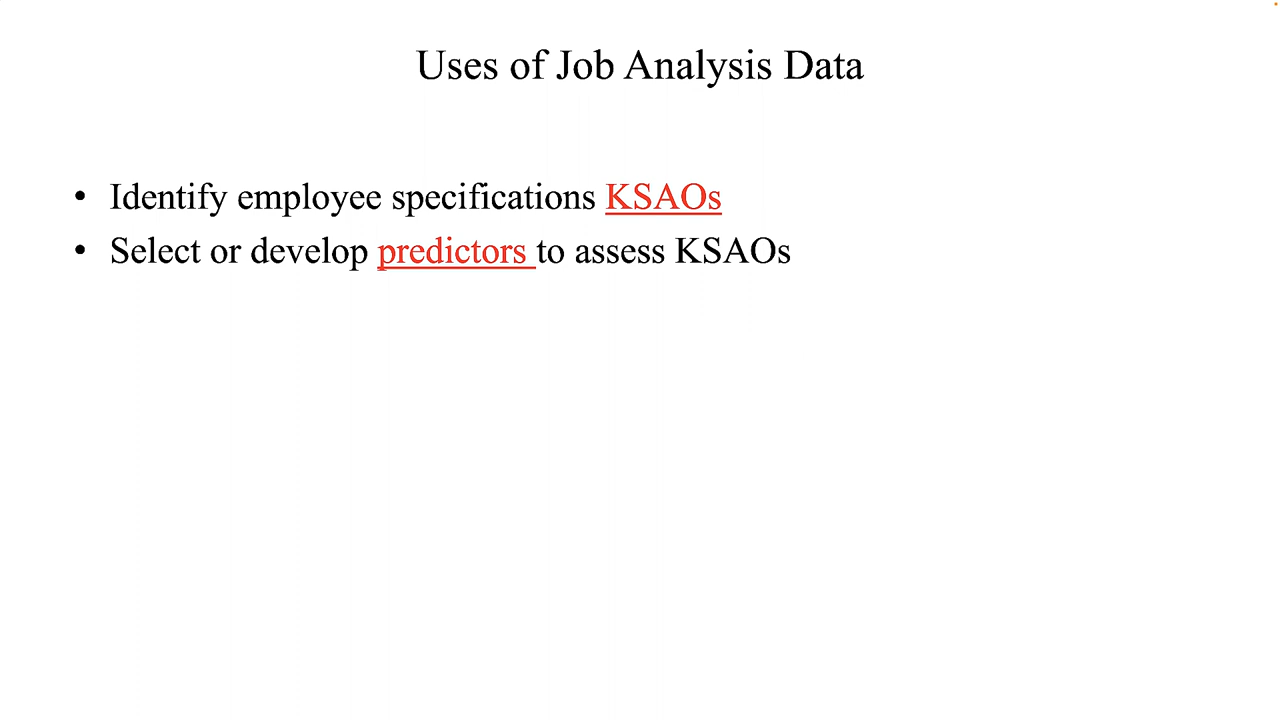 Uses of Job Analysis Data
• Identify employee specifications KSAOs
• Select or develop predictors to assess KSAOs